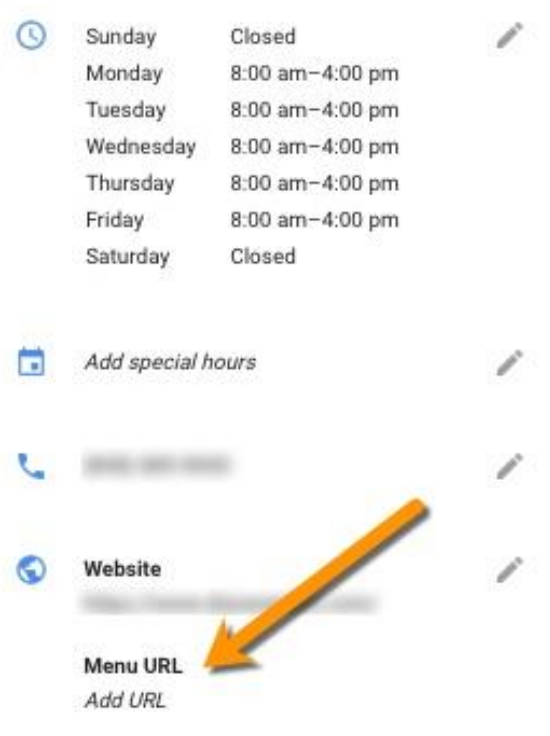 Sunday Closed
Monday 8:00 am–4:00 pm
Tuesday 8:00 am–4:00 pm
Wednesday 8:00 am–4:00 pm
Thursday 8:00 am–4:00 pm
Friday 8:00 am–4:00 pm
Saturday Closed
Add special hours
Website
Menu URL
Add URL